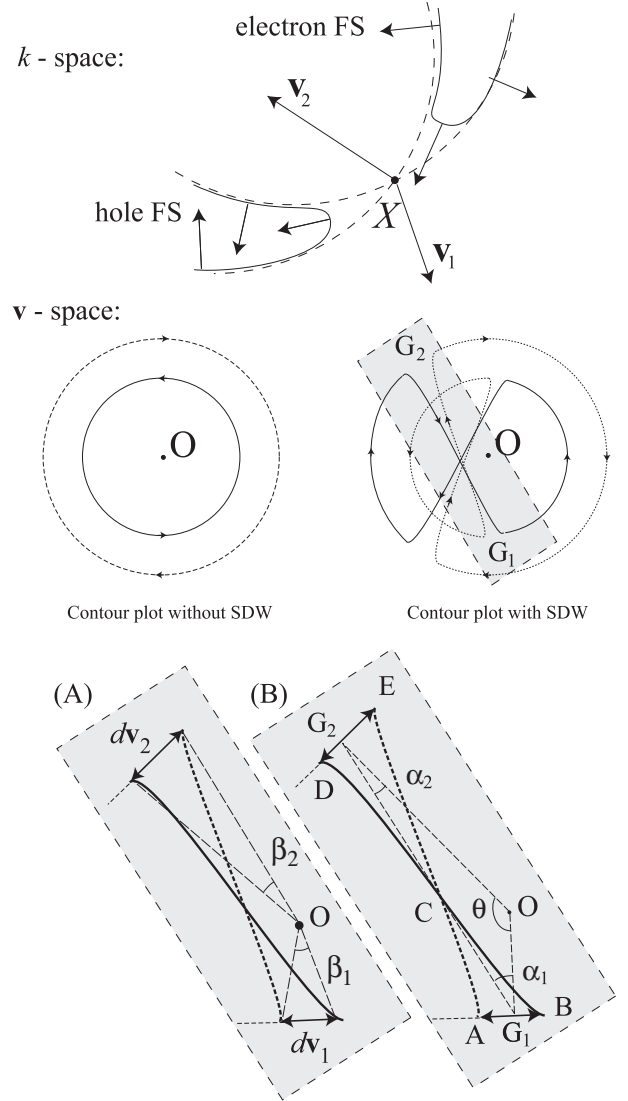 electron FS
k - space:
v₂
hole FS
X
v₁
v - space:
G₂
O
O
G₁
Contour plot without SDW
Contour plot with SDW
(A)
(B)
E
dv₂
G₂
D
α₂
β₂
O
C
θ
O
β₁
α₁
A
G₁
B
dv₁